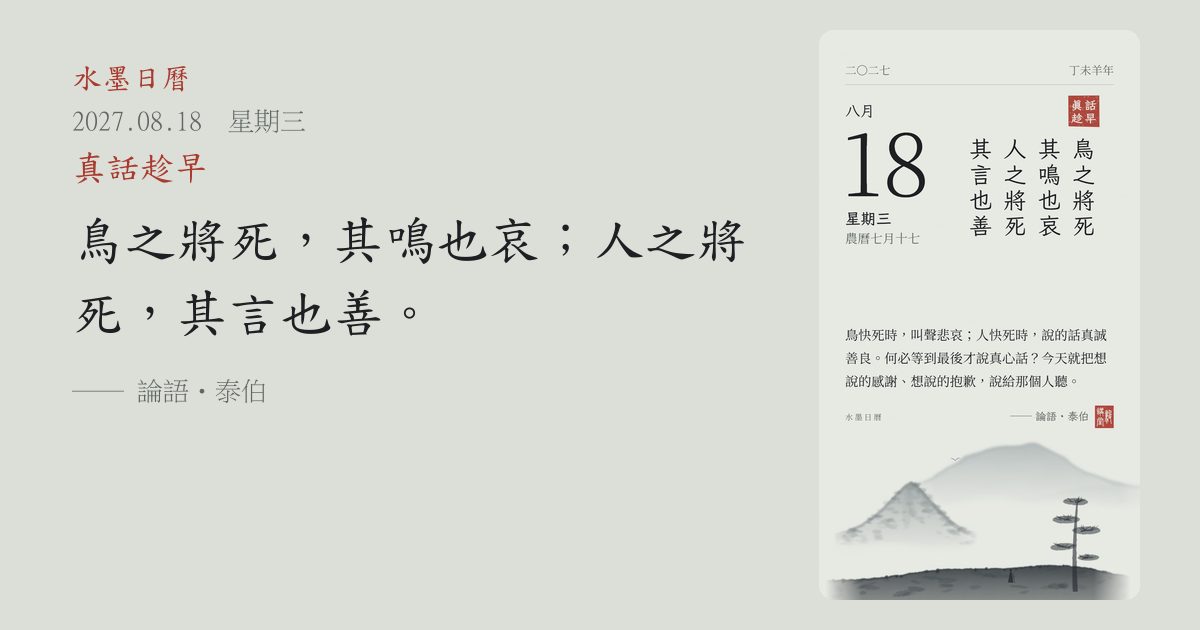 水墨日曆
2027.08.18 星期三
真話趁早
鳥之將死，其鳴也哀；人之將
死，其言也善。
—— 論語・泰伯
二〇二七
丁未羊年
八月
18
星期三
農曆七月十七
真話趁早
鳥之將死
其鳴也哀
人之將死
其言也善
鳥快死時，叫聲悲哀；人快死時，說的話真誠
善良。何必等到最後才說真心話？今天就把想
說的感謝、想說的抱歉，說給那個人聽。
水墨日曆
—— 論語・泰伯